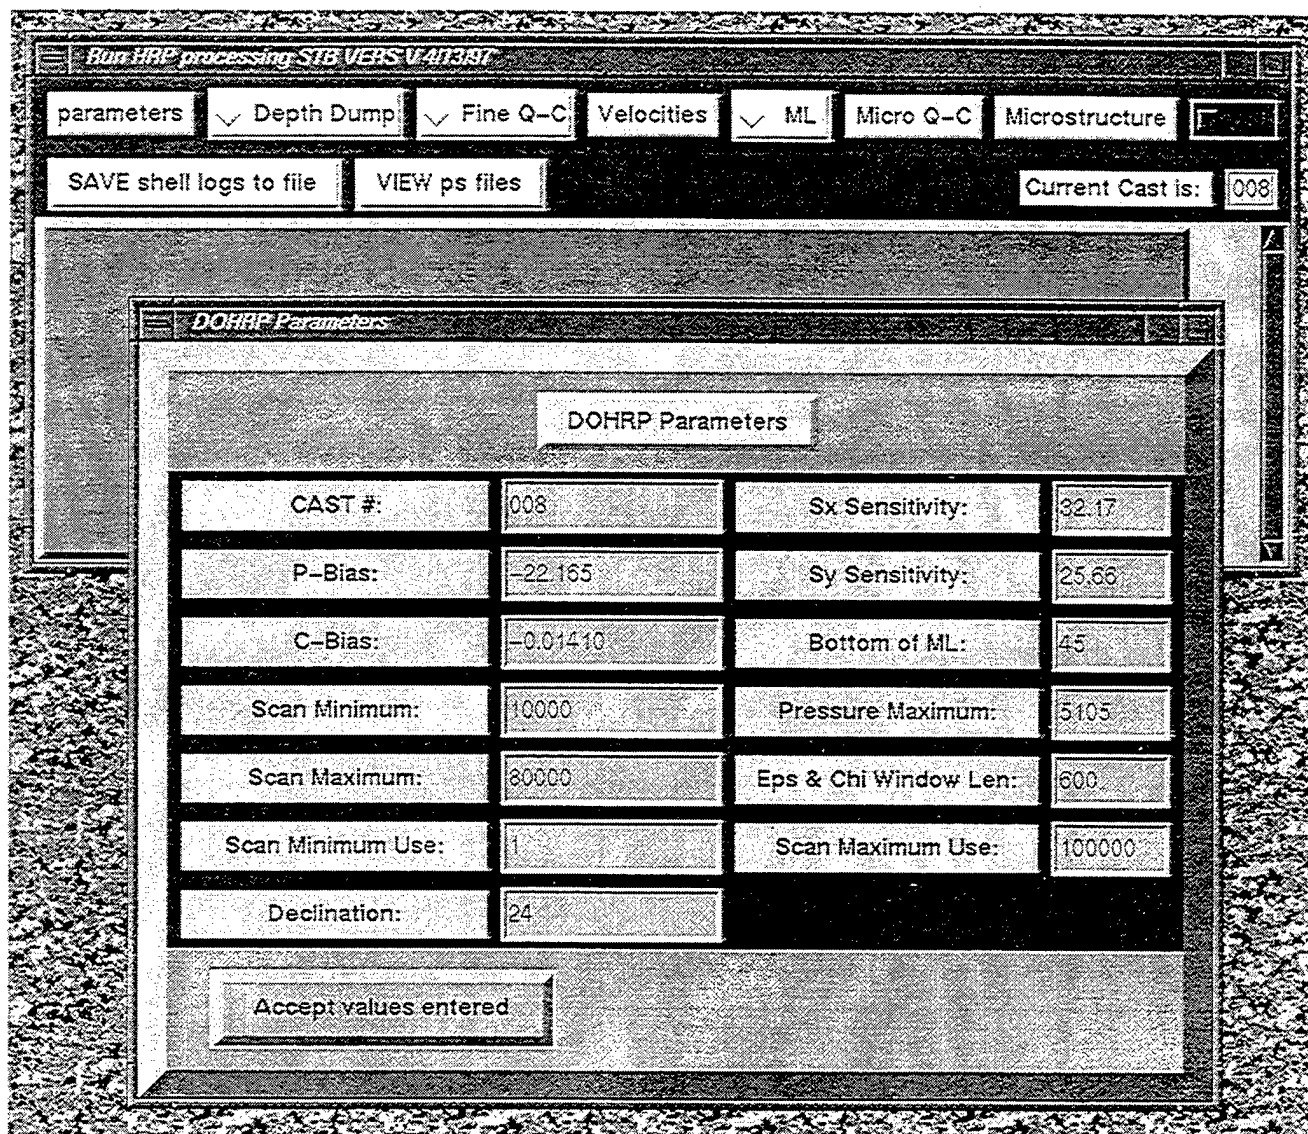 Run HRP processing STB VERS V 4/13/97
parameters Depth Dump Fine Q-C Velocities ML Micro Q-C Microstructure
SAVE shell logs to file VIEW ps files Current Cast is: 008
DOHRP Parameters
DOHRP Parameters
CAST #: 008 Sx Sensitivity: 32.17
P-Bias: -22.165 Sy Sensitivity: 25.66
C-Bias: -0.01410 Bottom of ML: 45
Scan Minimum: 10000 Pressure Maximum: 5105
Scan Maximum: 80000 Eps & Chi Window Len: 600
Scan Minimum Use: 1 Scan Maximum Use: 100000
Declination: 24
Accept values entered